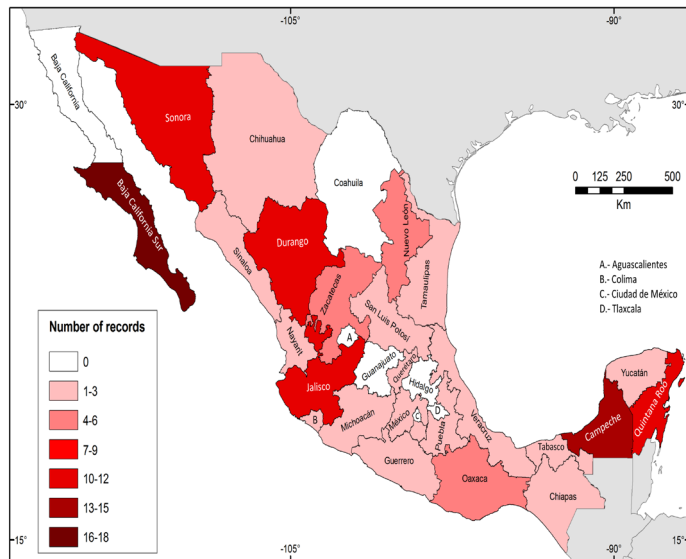 -105°
-90°
30°
30°
Baja California
Sonora
Chihuahua
Coahuila
Baja California Sur
Nuevo León
Durango
Sinaloa
Zacatecas
Tamaulipas
San Luis Potosí
Nayarit
A
Guanajuato
Querétaro
Hidalgo
Jalisco
B
Michoacán
México
C
D
Puebla
Veracruz
Guerrero
Oaxaca
Tabasco
Chiapas
Campeche
Yucatán
Quintana Roó
0 125 250 500
Km
A.- Aguascalientes
B.- Colima
C.- Ciudad de México
D.- Tlaxcala
Number of records
0
1-3
4-6
7-9
10-12
13-15
16-18
15°
15°
-105°
-90°